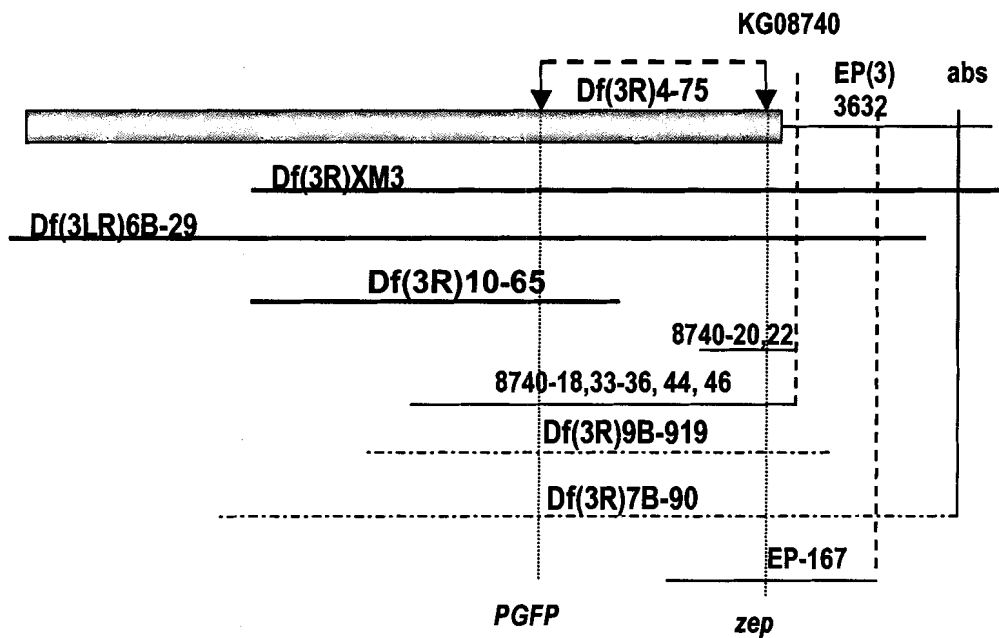 KG08740
EP(3)
3632
abs
Df(3R)4-75
Df(3R)XM3
Df(3LR)6B-29
Df(3R)10-65
8740-20,22
8740-18,33-36, 44, 46
Df(3R)9B-919
Df(3R)7B-90
EP-167
PGFP
zep